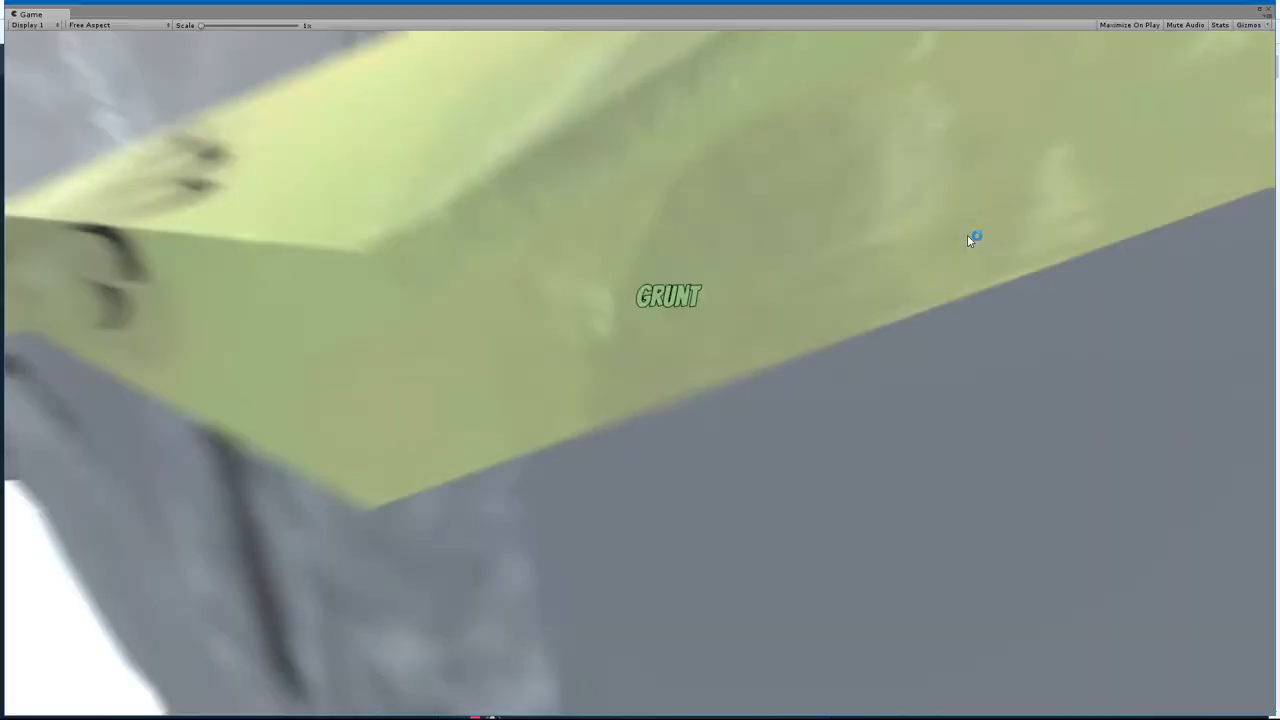 Game
Display 1 Free Aspect Scale 1x Maximize On Play Mute Audio Stats Gizmos
GRUNT